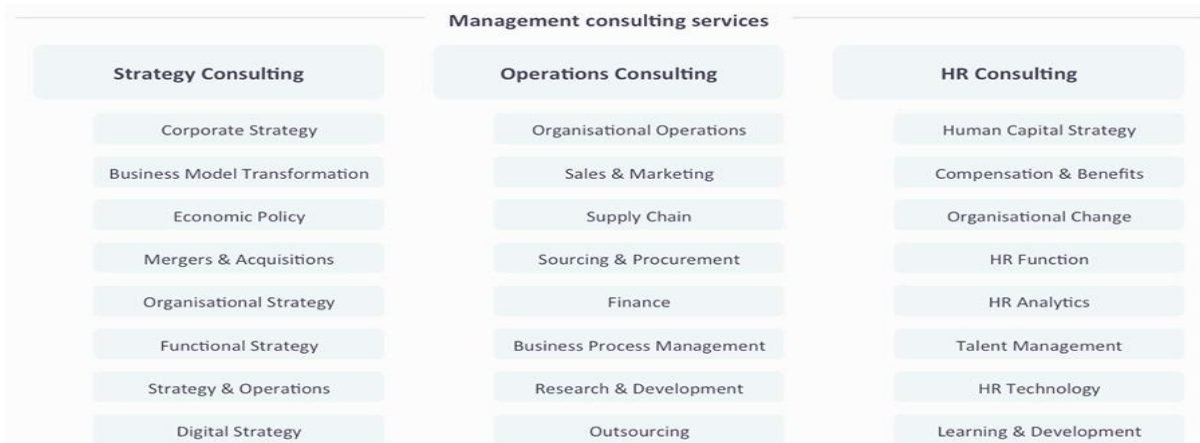 Management consulting services
Strategy Consulting
Corporate Strategy
Business Model Transformation
Economic Policy
Mergers & Acquisitions
Organisational Strategy
Functional Strategy
Strategy & Operations
Digital Strategy
Operations Consulting
Organisational Operations
Sales & Marketing
Supply Chain
Sourcing & Procurement
Finance
Business Process Management
Research & Development
Outsourcing
HR Consulting
Human Capital Strategy
Compensation & Benefits
Organisational Change
HR Function
HR Analytics
Talent Management
HR Technology
Learning & Development